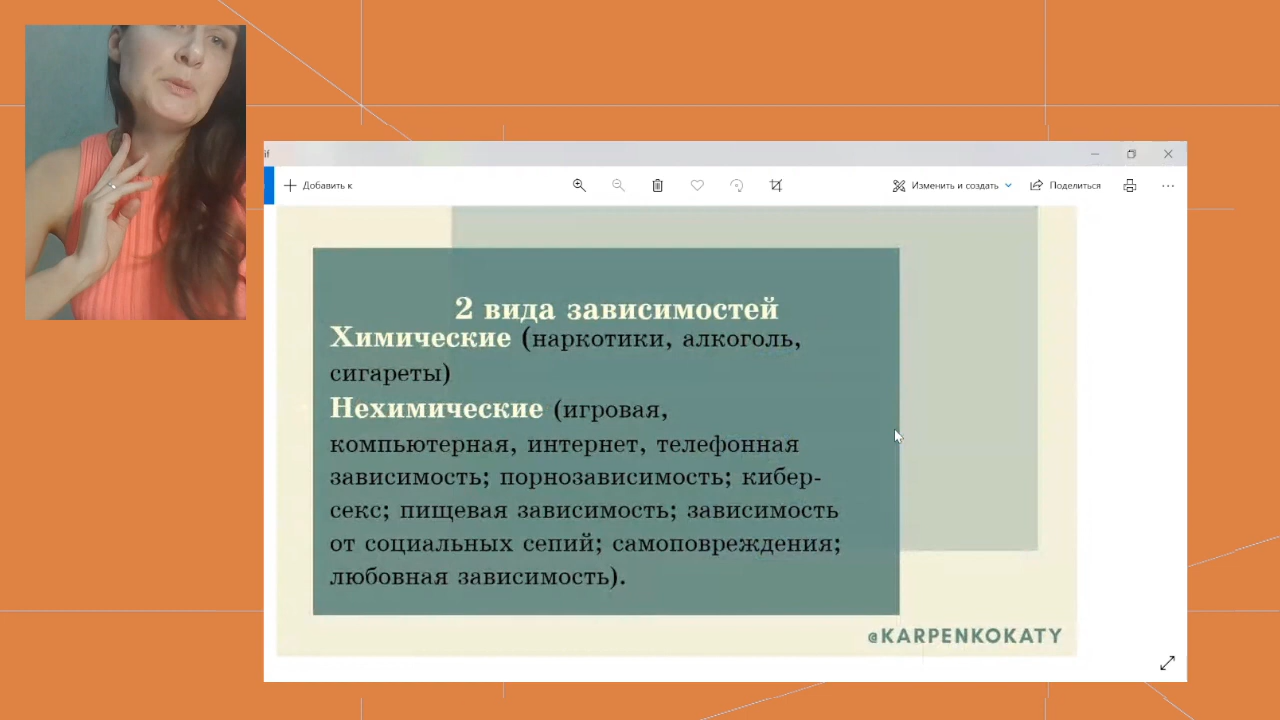 if
Добавить к
Изменить и создать
Поделиться
2 вида зависимостей
Химические (наркотики, алкоголь,
сигареты)
Нехимические (игровая,
компьютерная, интернет, телефонная
зависимость; порнозависимость; кибер-
секс; пищевая зависимость; зависимость
от социальных сепий; самоповреждения;
любовная зависимость).
@KARPENKOKATY